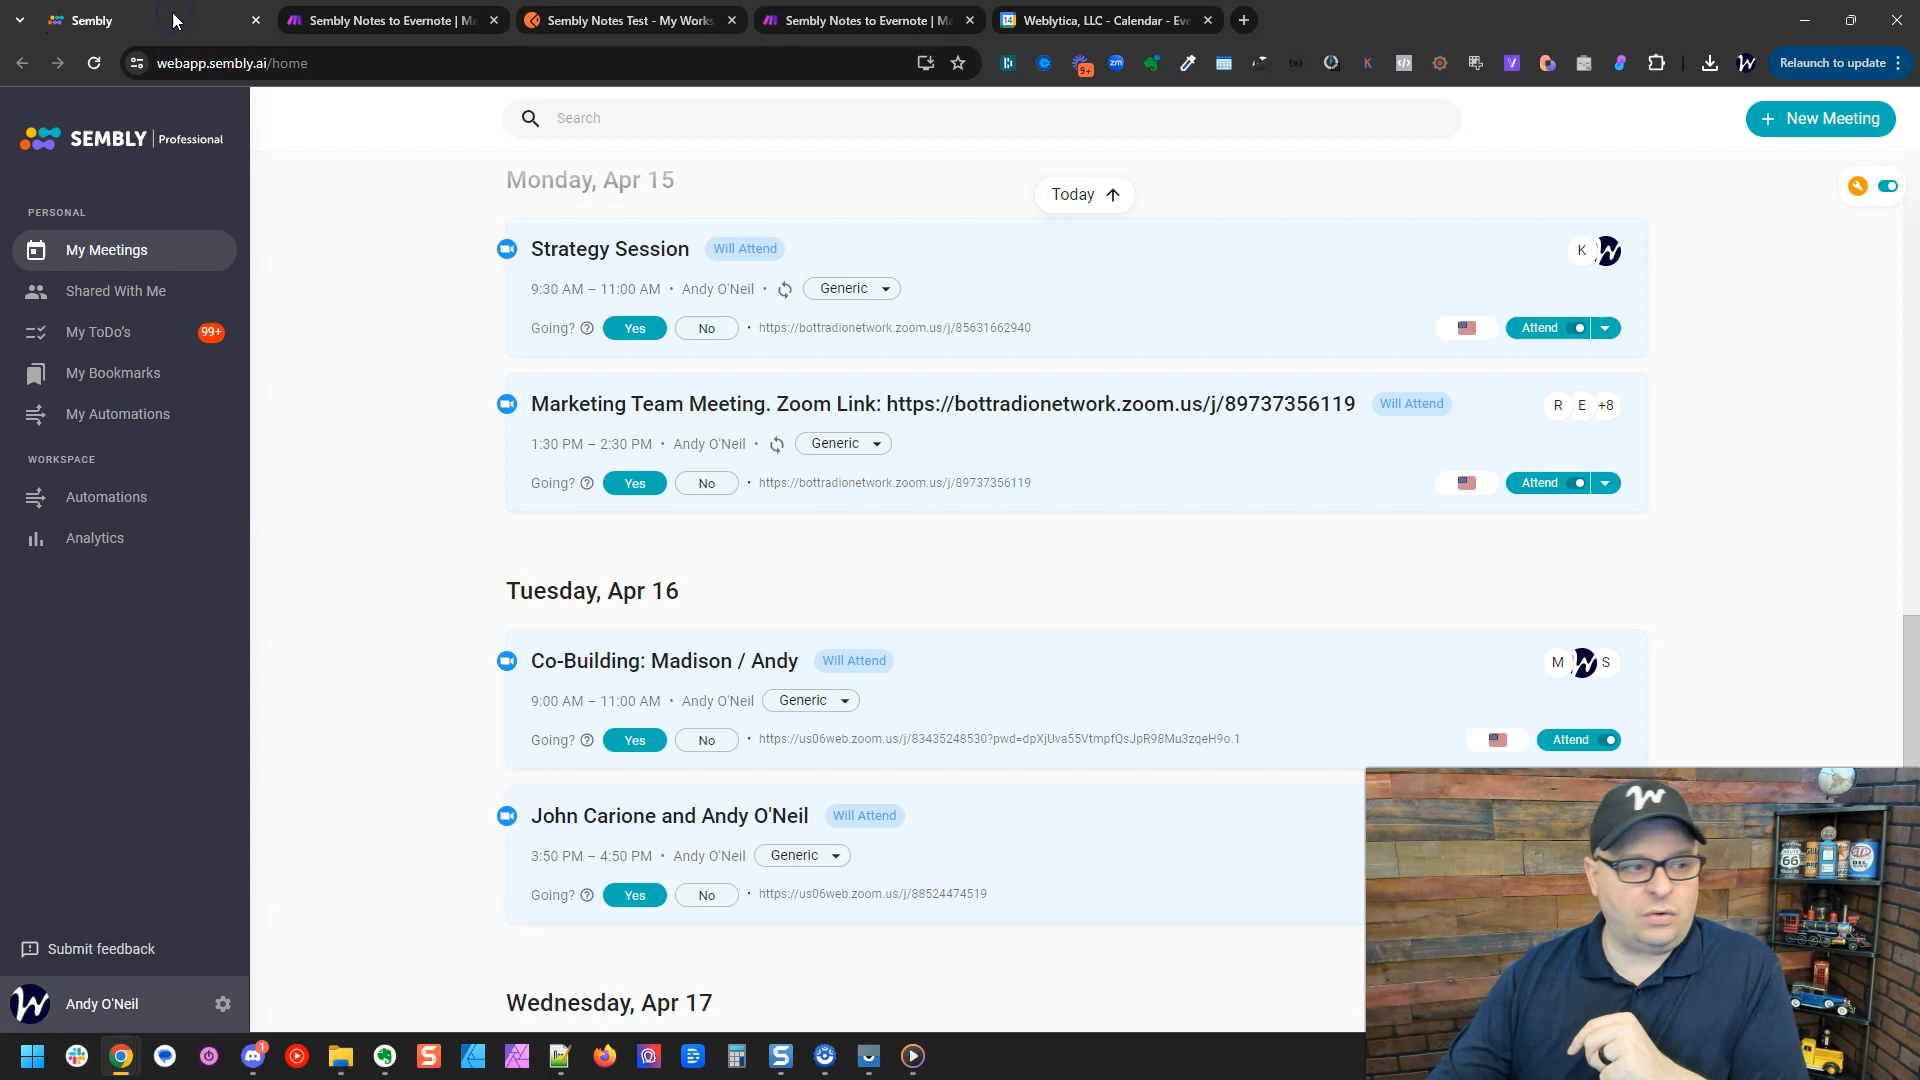 Sembly
Sembly Notes to Evernote | Ma
Sembly Notes Test - My Works
Sembly Notes to Evernote | Ma
Weblytica, LLC - Calendar - Eve
webapp.sembly.ai/home
9+
Relaunch to update
SEMBLY | Professional
Search
New Meeting
PERSONAL
My Meetings
Shared With Me
My ToDo's
99+
My Bookmarks
My Automations
WORKSPACE
Automations
Analytics
Submit feedback
Andy O'Neil
Monday, Apr 15
Today
Strategy Session Will Attend
K
9:30 AM – 11:00 AM • Andy O'Neil • Generic
Going? Yes No • https://bottradionetwork.zoom.us/j/85631662940
Attend
Marketing Team Meeting. Zoom Link: https://bottradionetwork.zoom.us/j/89737356119 Will Attend
R E +8
1:30 PM – 2:30 PM • Andy O'Neil • Generic
Going? Yes No • https://bottradionetwork.zoom.us/j/89737356119
Attend
Tuesday, Apr 16
Co-Building: Madison / Andy Will Attend
M S
9:00 AM – 11:00 AM • Andy O'Neil Generic
Going? Yes No • https://us06web.zoom.us/j/83435248530?pwd=dpXjUva55VtmpfQsJpR98Mu3zqeH9o.1
Attend
John Carione and Andy O'Neil Will Attend
3:50 PM – 4:50 PM • Andy O'Neil Generic
Going? Yes No • https://us06web.zoom.us/j/88524474519
Wednesday, Apr 17
ROUTE
66
STP
1